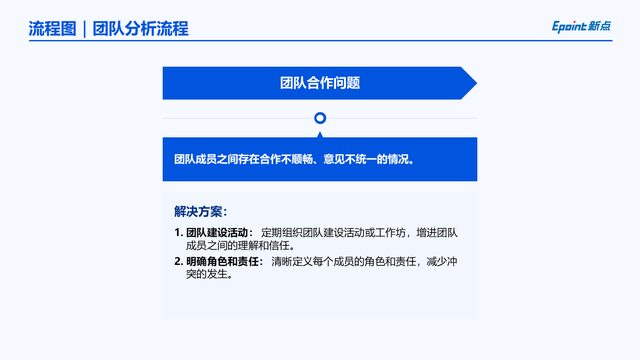 流程图｜团队分析流程
Epoint新点
团队合作问题
团队成员之间存在合作不顺畅、意见不统一的情况。
解决方案：
1. 团队建设活动： 定期组织团队建设活动或工作坊，增进团队
成员之间的理解和信任。
2. 明确角色和责任： 清晰定义每个成员的角色和责任，减少冲
突的发生。